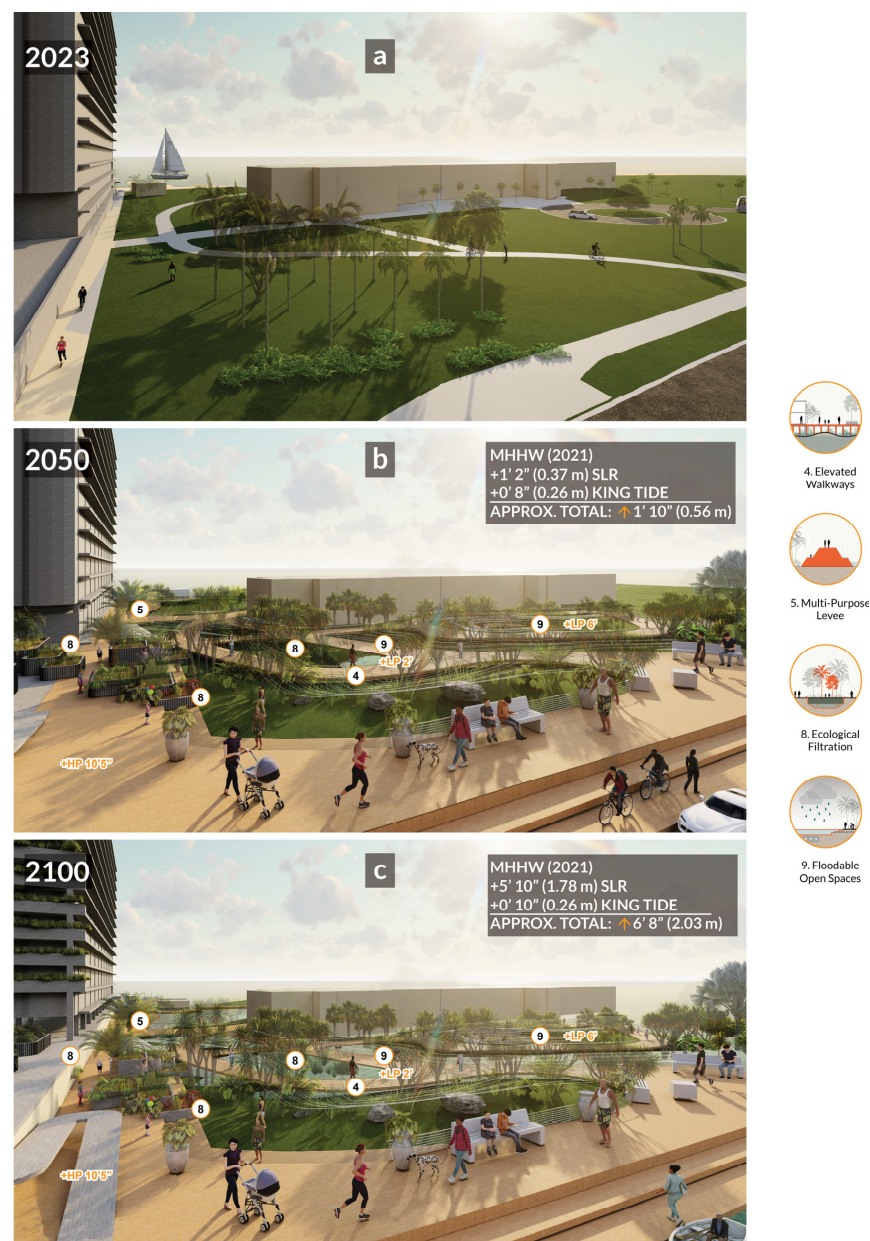 2023
a
2050
b
MHHW (2021)
+1' 2" (0.37 m) SLR
+0' 8" (0.26 m) KING TIDE
APPROX. TOTAL: ↑1' 10" (0.56 m)
5
8
8
9
+LP 6'
9
+LP 2'
4
8
+HP 10'5"
2100
c
MHHW (2021)
+5' 10" (1.78 m) SLR
+0' 10" (0.26 m) KING TIDE
APPROX. TOTAL: ↑6' 8" (2.03 m)
5
8
8
9
+LP 6'
9
+LP 2'
4
8
+HP 10'5"
4. Elevated
Walkways
5. Multi-Purpose
Levee
8. Ecological
Filtration
9. Floodable
Open Spaces